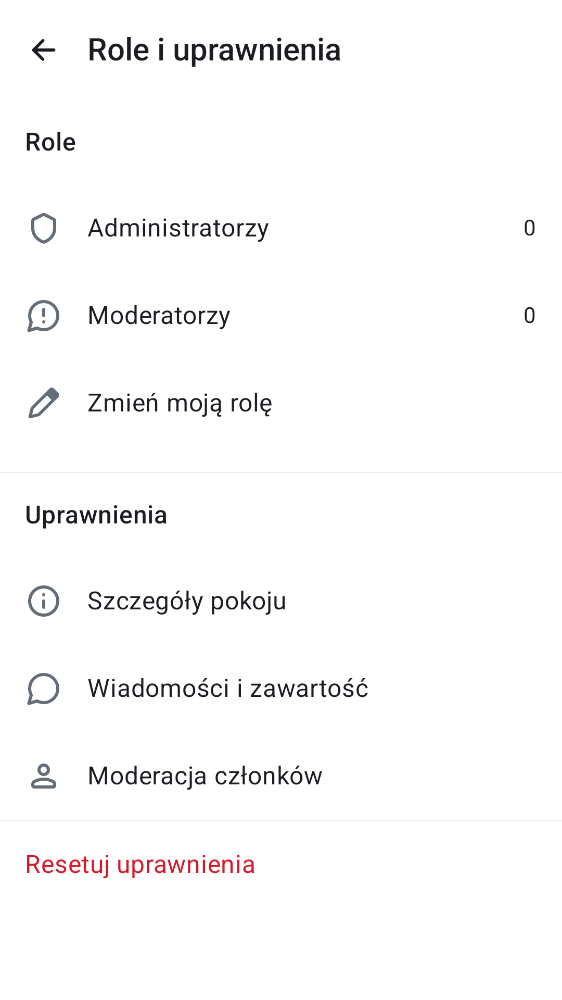 Role i uprawnienia
Role
Administratorzy 0
Moderatorzy 0
Zmień moją rolę
Uprawnienia
Szczegóły pokoju
Wiadomości i zawartość
Moderacja członków
Resetuj uprawnienia